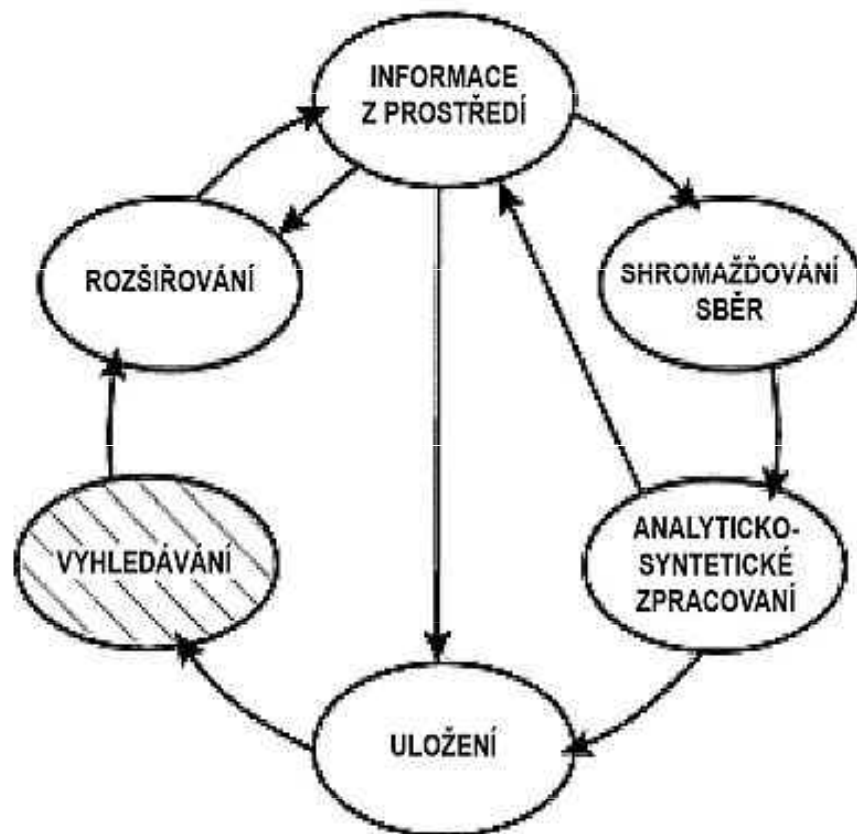 INFORMACE
Z PROSTŘEDÍ
ROZŠIŘOVÁNÍ
SHROMAŽĎOVÁNÍ
SBĚR
VYHLEDÁVÁNÍ
ANALYTICKO-
SYNTETICKÉ
ZPRACOVANÍ
ULOŽENÍ